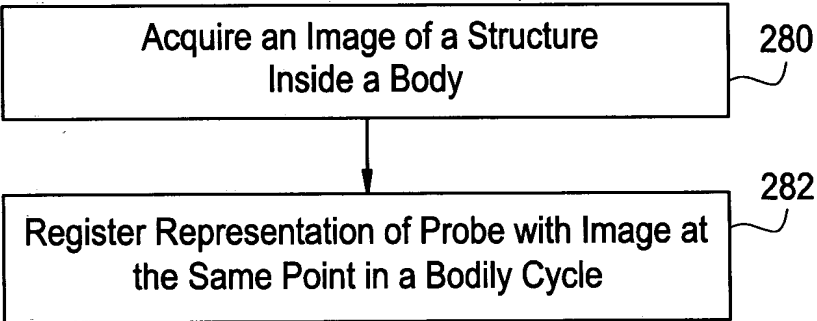 Acquire an Image of a Structure
Inside a Body
280
Register Representation of Probe with Image at
the Same Point in a Bodily Cycle
282